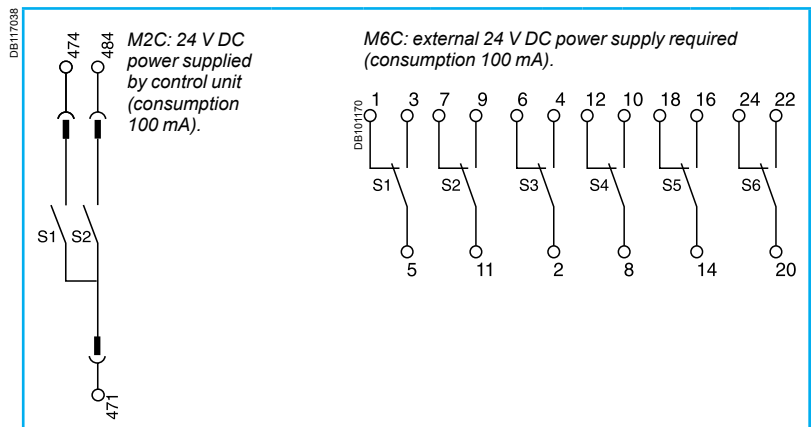 DB117038
474 484
M2C: 24 V DC
power supplied
by control unit
(consumption
100 mA).
S1 S2
471
M6C: external 24 V DC power supply required
(consumption 100 mA).
DB101170
1 3 7 9 6 4 12 10 18 16 24 22
S1 S2 S3 S4 S5 S6
5 11 2 8 14 20